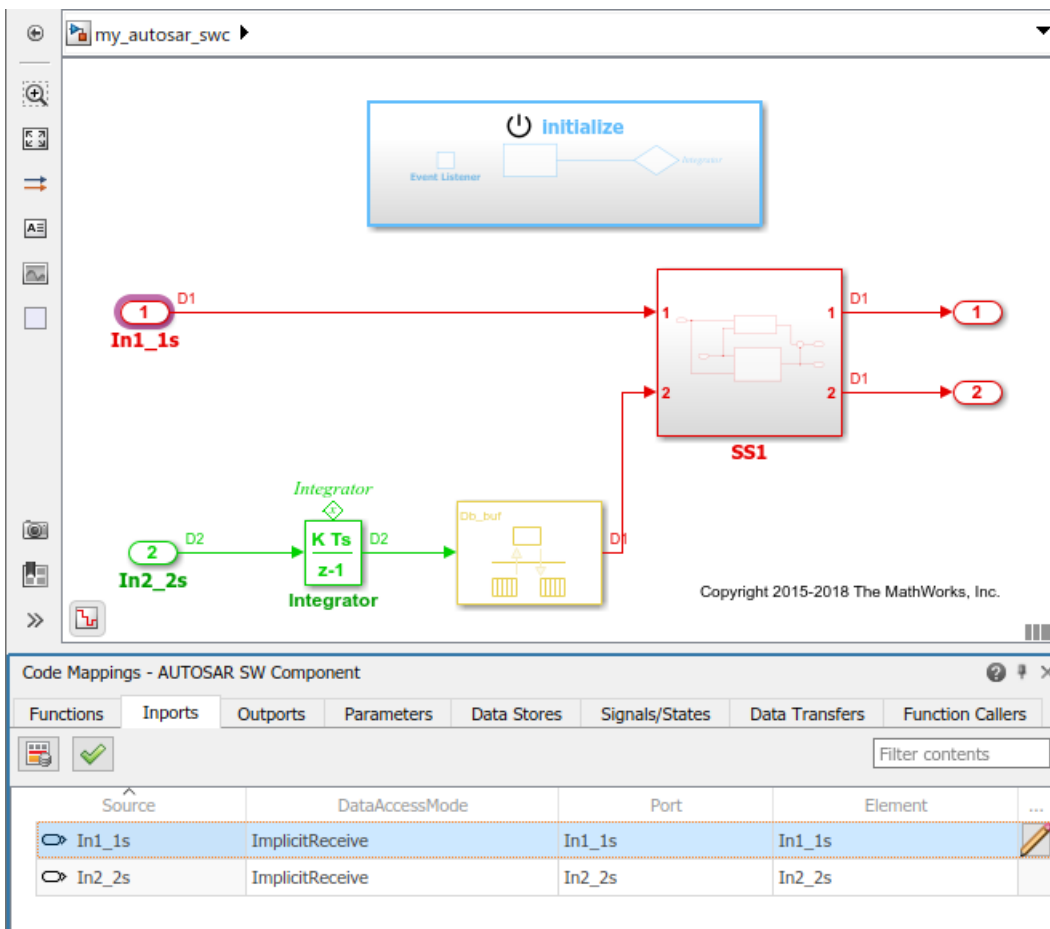 my_autosar_swc
initialize
Event Listener
Integrator
D1
1
In1_1s
1
2
1
2
SS1
D1
1
D1
2
Integrator
D2
2
In2_2s
K Ts
z-1
Integrator
D2
Db_buf
D1
Copyright 2015-2018 The MathWorks, Inc.
Code Mappings - AUTOSAR SW Component
Functions Inports Outports Parameters Data Stores Signals/States Data Transfers Function Callers
Filter contents
Source DataAccessMode Port Element ...
In1_1s ImplicitReceive In1_1s In1_1s
In2_2s ImplicitReceive In2_2s In2_2s